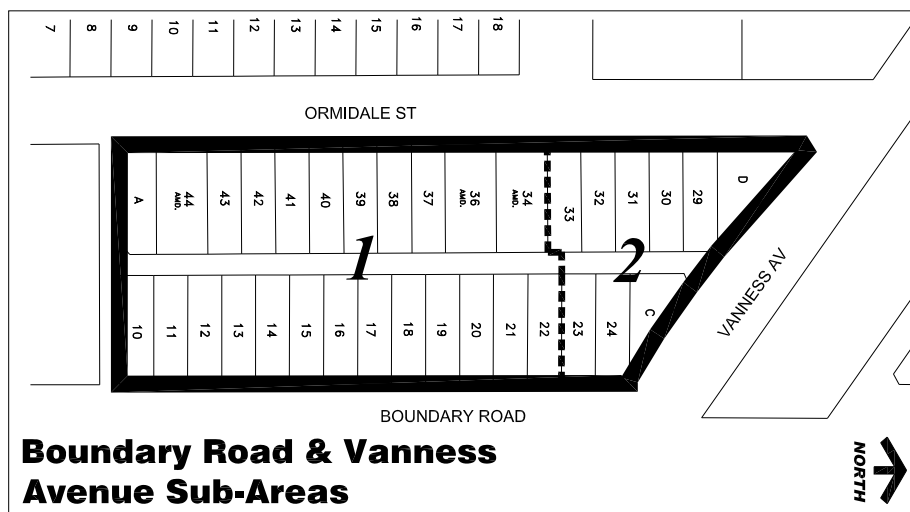 7 8 9 10 11 12 13 14 15 16 17 18
ORMIDALE ST
A 44 43 42 41 40 39 38 37 36 34 33 32 31 30 29 D
AMD. AMD. AMD.
1 2
VANNESS AV
10 11 12 13 14 15 16 17 18 19 20 21 22 23 24 C
BOUNDARY ROAD
Boundary Road & Vanness
Avenue Sub-Areas
NORTH